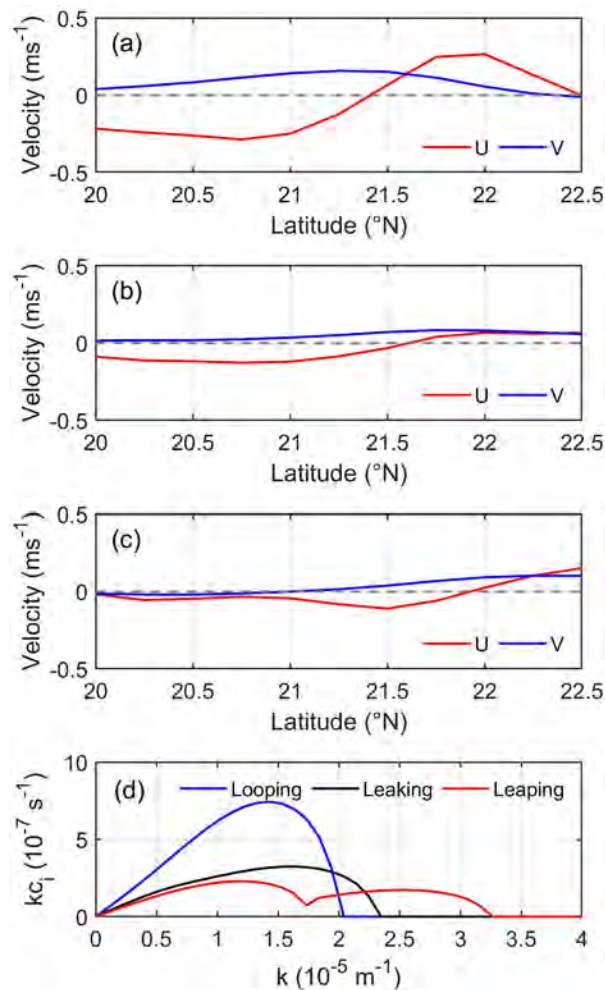 (a)
Velocity (ms⁻¹)
0.5
0
-0.5
U V
20 20.5 21 21.5 22 22.5
Latitude (°N)
(b)
Velocity (ms⁻¹)
0.5
0
-0.5
U V
20 20.5 21 21.5 22 22.5
Latitude (°N)
(c)
Velocity (ms⁻¹)
0.5
0
-0.5
U V
20 20.5 21 21.5 22 22.5
Latitude (°N)
(d) Looping Leaking Leaping
kcᵢ (10⁻⁷ s⁻¹)
10
5
0
0 0.5 1 1.5 2 2.5 3 3.5 4
k (10⁻⁵ m⁻¹)